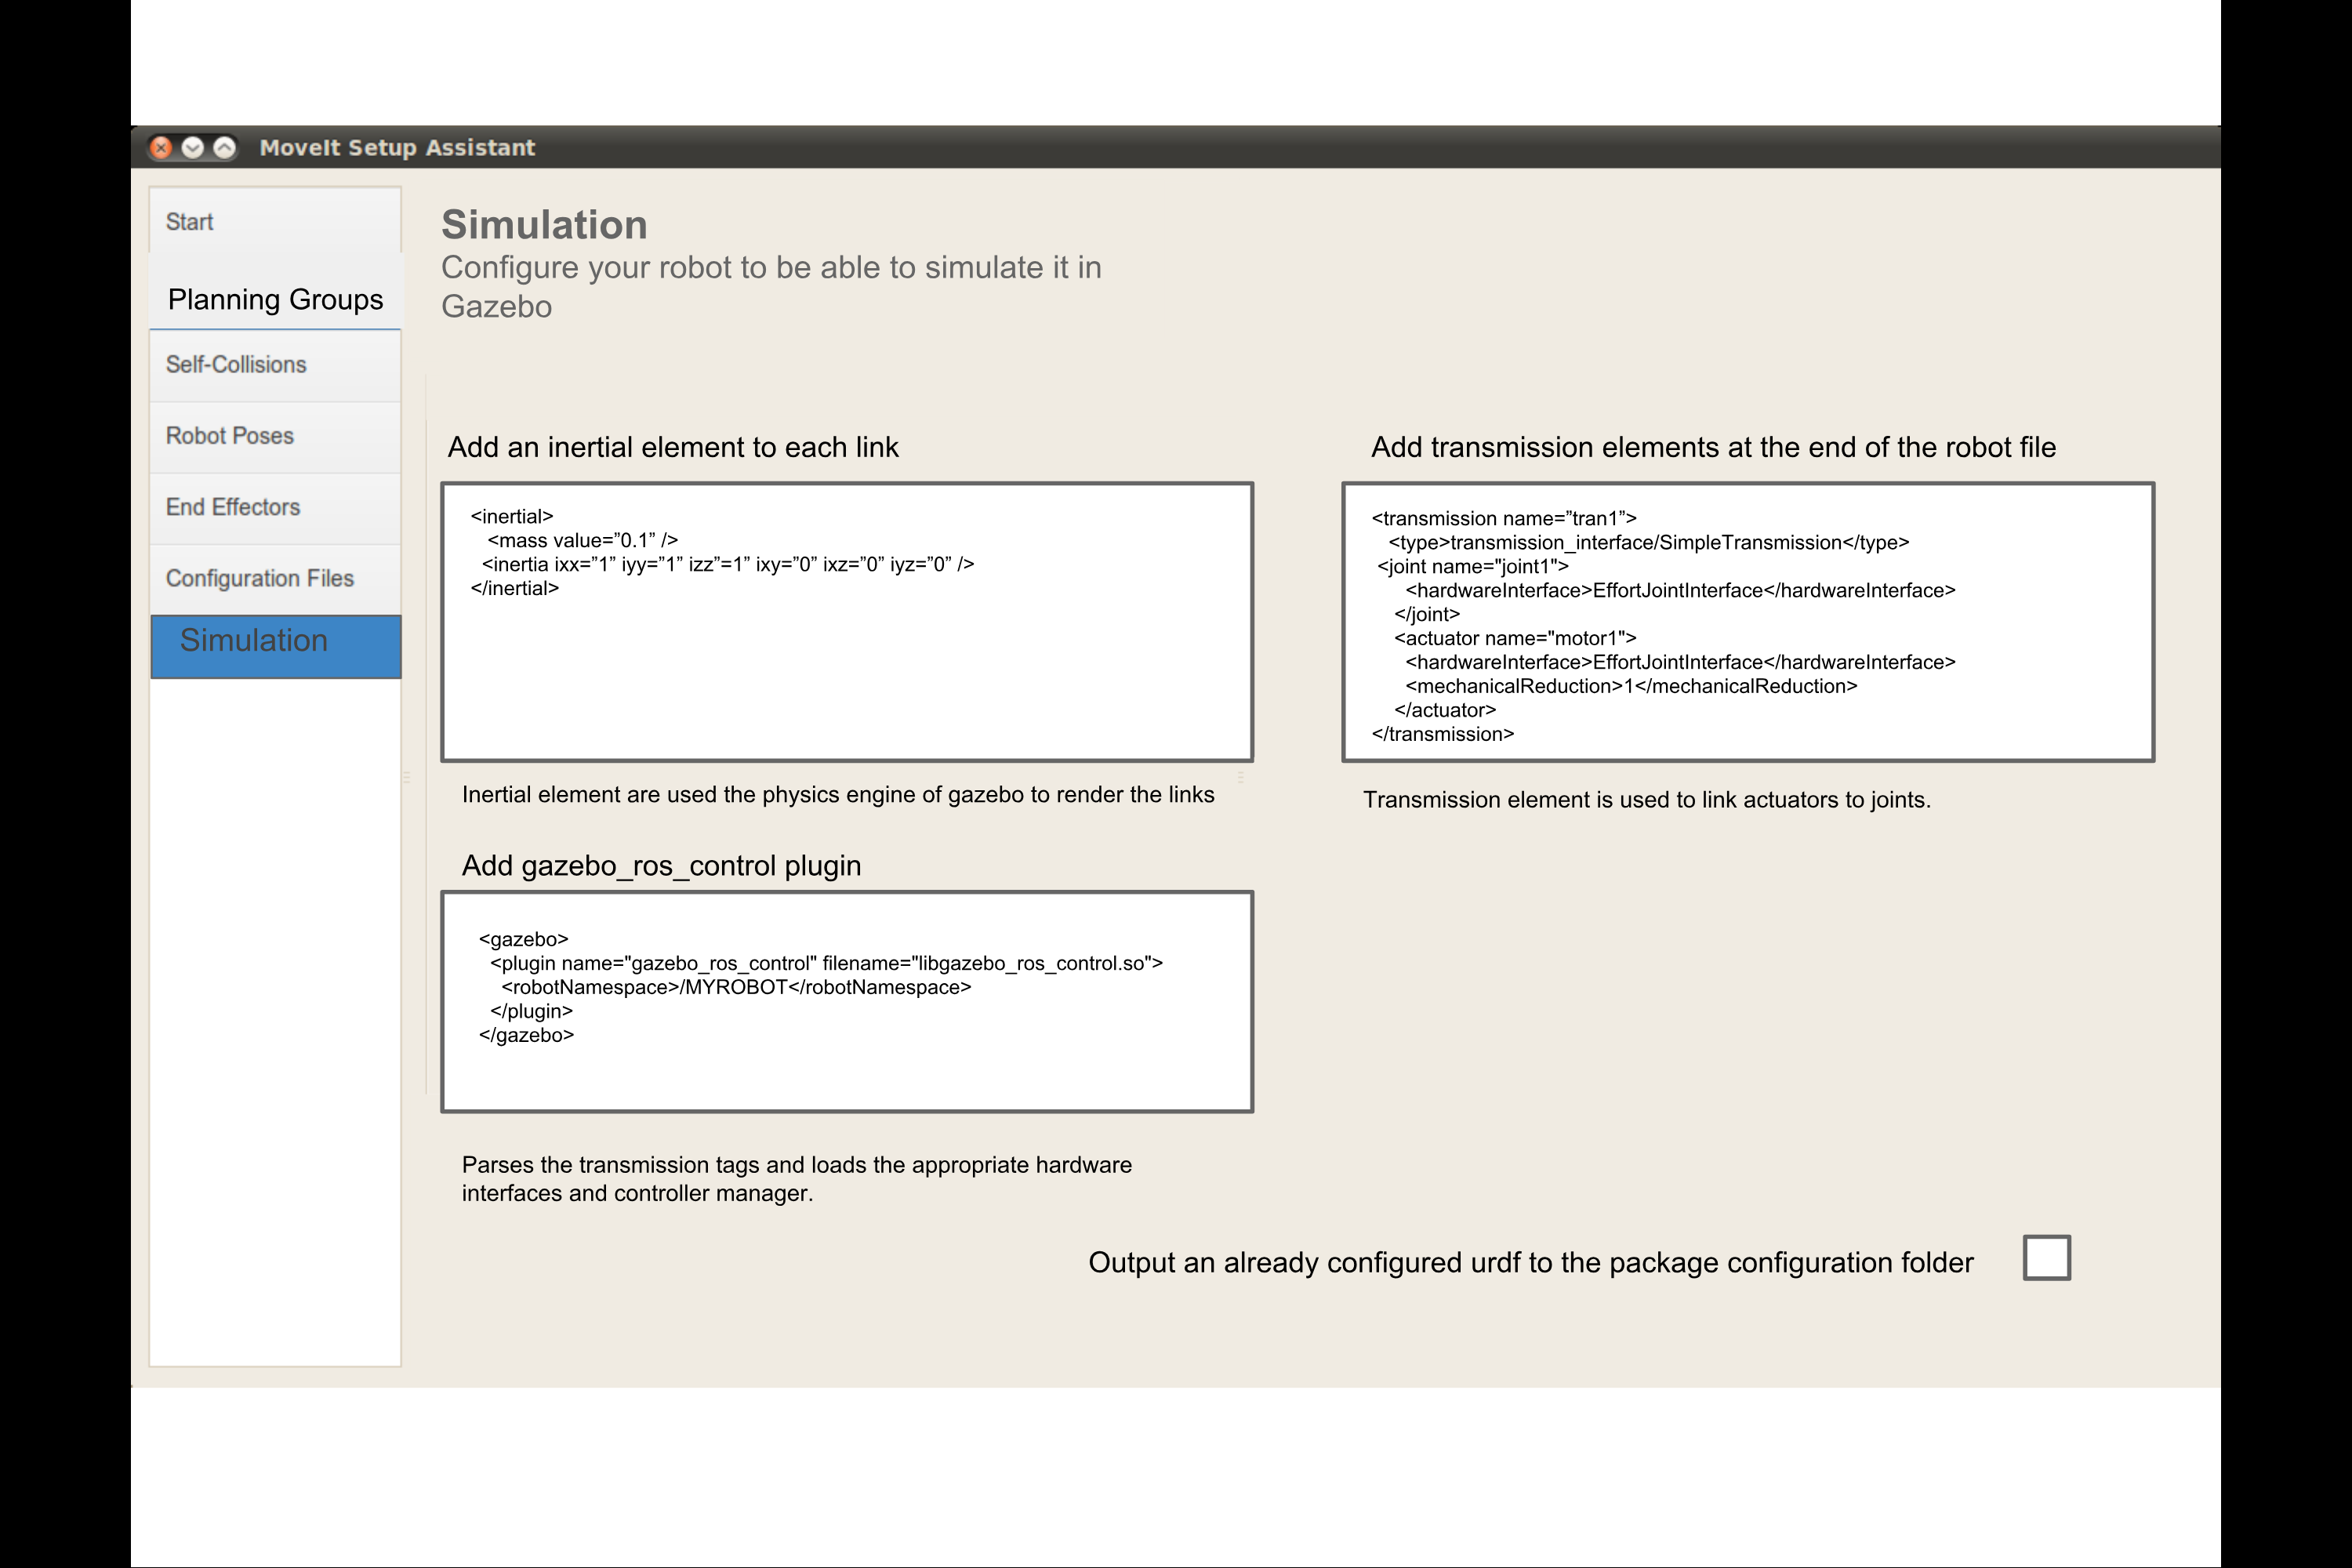 MoveIt Setup Assistant
Start
Planning Groups
Self-Collisions
Robot Poses
End Effectors
Configuration Files
Simulation
Simulation
Configure your robot to be able to simulate it in
Gazebo
Add an inertial element to each link
<inertial>
<mass value=”0.1” />
<inertia ixx=”1” iyy=”1” izz”=1” ixy=”0” ixz=”0” iyz=”0” />
</inertial>
Inertial element are used the physics engine of gazebo to render the links
Add transmission elements at the end of the robot file
<transmission name=”tran1”>
<type>transmission_interface/SimpleTransmission</type>
<joint name="joint1">
<hardwareInterface>EffortJointInterface</hardwareInterface>
</joint>
<actuator name="motor1">
<hardwareInterface>EffortJointInterface</hardwareInterface>
<mechanicalReduction>1</mechanicalReduction>
</actuator>
</transmission>
Transmission element is used to link actuators to joints.
Add gazebo_ros_control plugin
<gazebo>
<plugin name="gazebo_ros_control" filename="libgazebo_ros_control.so">
<robotNamespace>/MYROBOT</robotNamespace>
</plugin>
</gazebo>
Parses the transmission tags and loads the appropriate hardware
interfaces and controller manager.
Output an already configured urdf to the package configuration folder